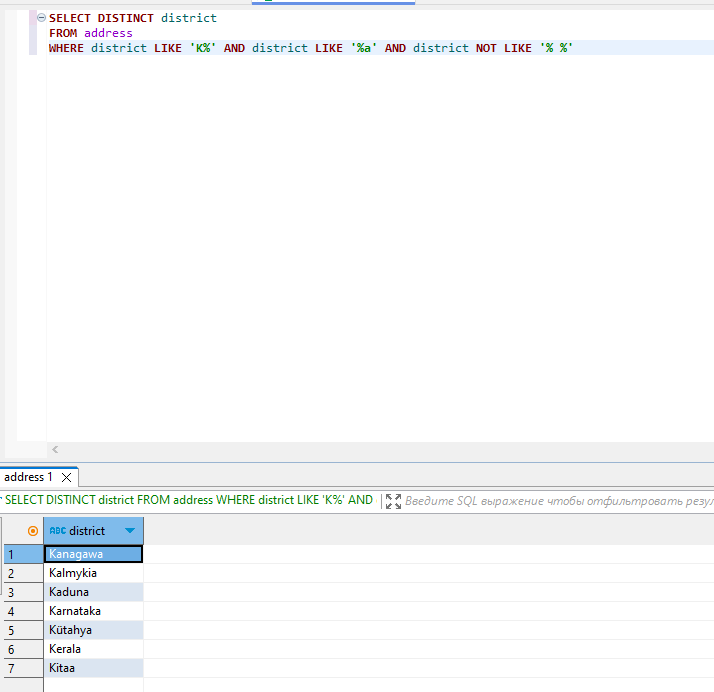 SELECT DISTINCT district
FROM address
WHERE district LIKE 'K%' AND district LIKE '%a' AND district NOT LIKE '% %'
address 1
SELECT DISTINCT district FROM address WHERE district LIKE 'K%' AND
Введите SQL выражение чтобы отфильтровать
ABC district
1 Kanagawa
2 Kalmykia
3 Kaduna
4 Karnataka
5 Kütahya
6 Kerala
7 Kitaa